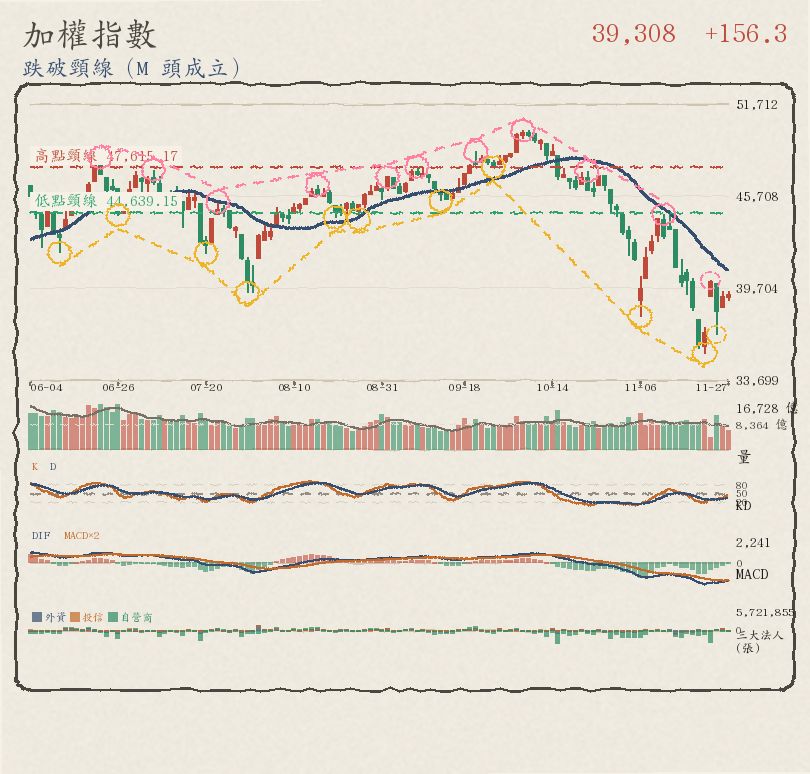 加權指數 39,308 +156.3
跌破頸線 (M 頭成立)
51,712
高點頸線 47,615.17
低點頸線 44,639.15
45,708
39,704
33,699
06-04 06-26 07-20 08-10 08-31 09-18 10-14 11-06 11-27
16,728 億
8,364 億
量
K D
80
50
KD
DIF MACD×2
2,241
0
MACD
外資 投信 自營商
5,721,855
0
三大法人
(張)